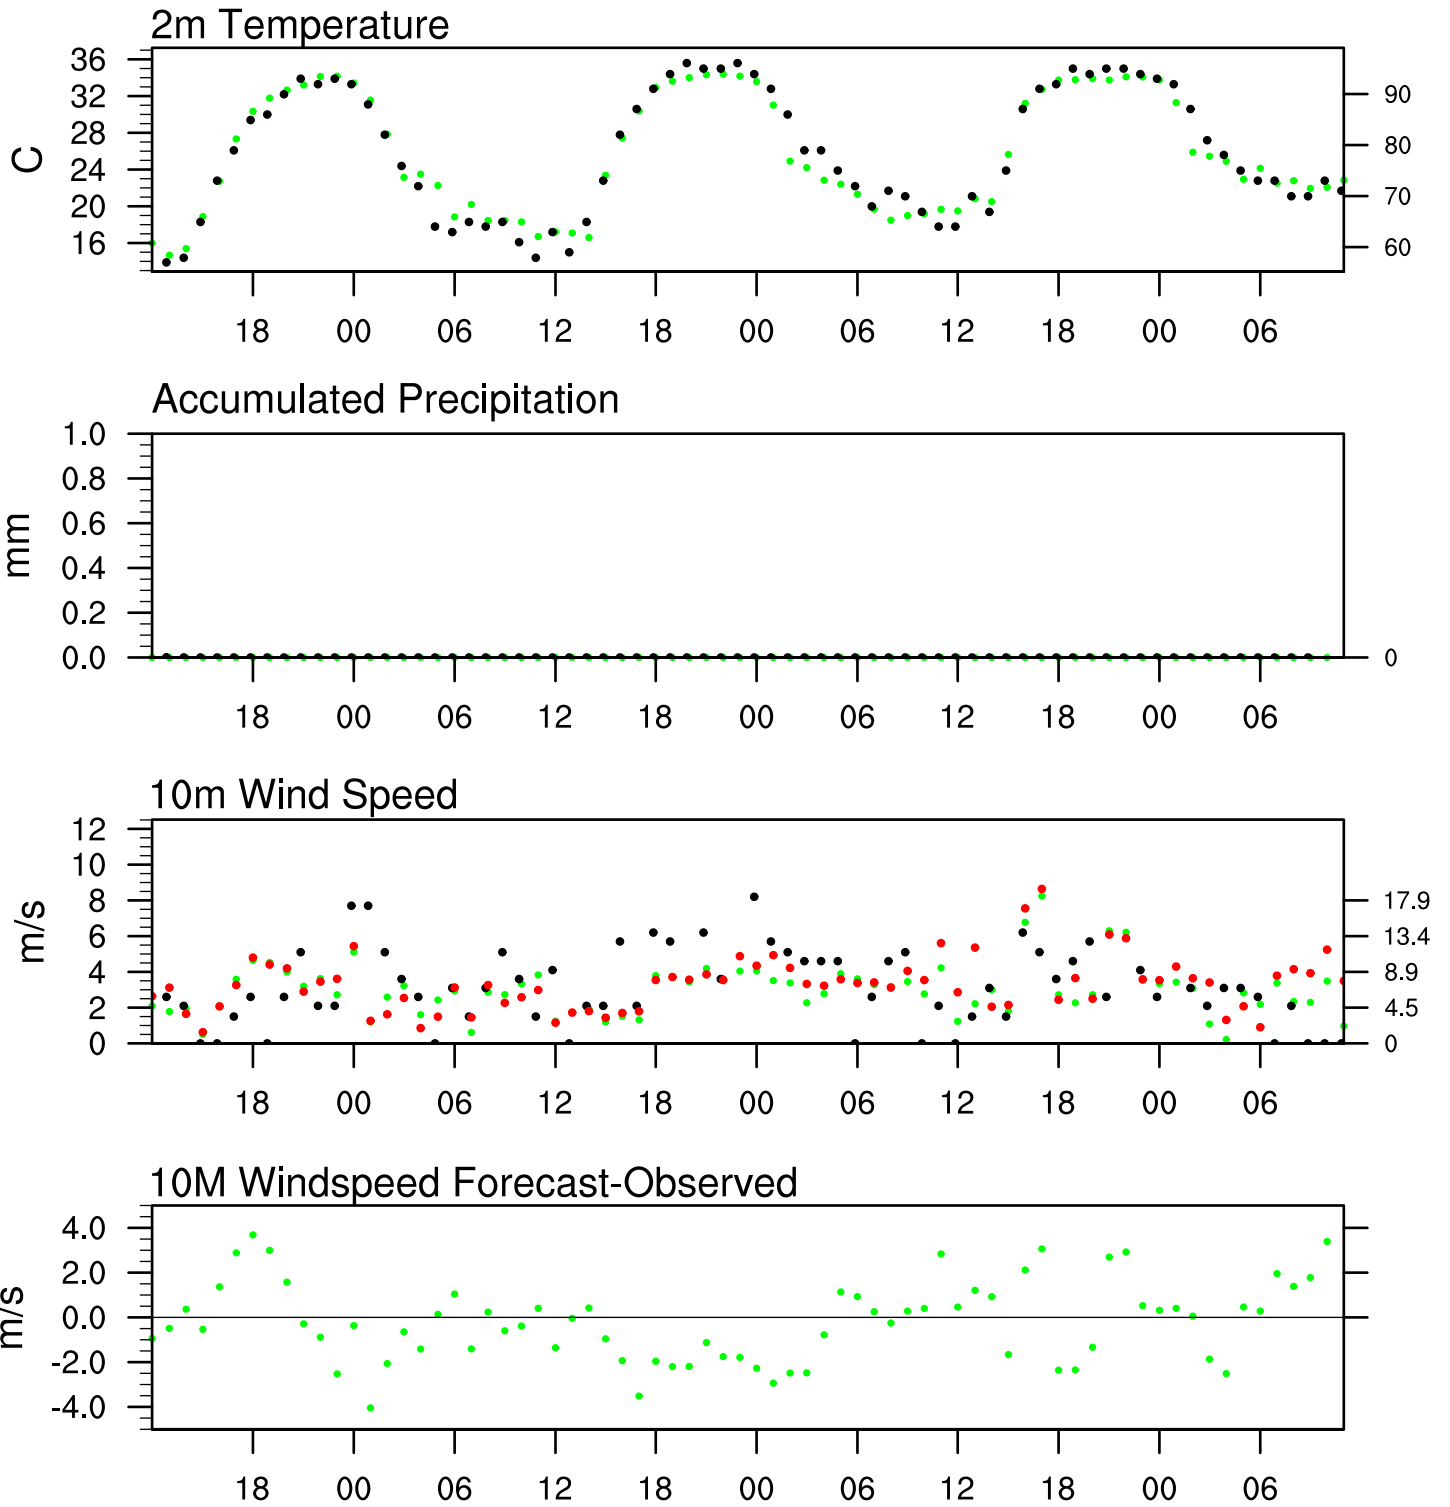 2m Temperature
36
32
28
24
20
16
C
90
80
70
60
18 00 06 12 18 00 06 12 18 00 06
Accumulated Precipitation
1.0
0.8
0.6
0.4
0.2
0.0
mm
0
18 00 06 12 18 00 06 12 18 00 06
10m Wind Speed
12
10
8
6
4
2
0
m/s
17.9
13.4
8.9
4.5
0
18 00 06 12 18 00 06 12 18 00 06
10M Windspeed Forecast-Observed
4.0
2.0
0.0
-2.0
-4.0
m/s
18 00 06 12 18 00 06 12 18 00 06